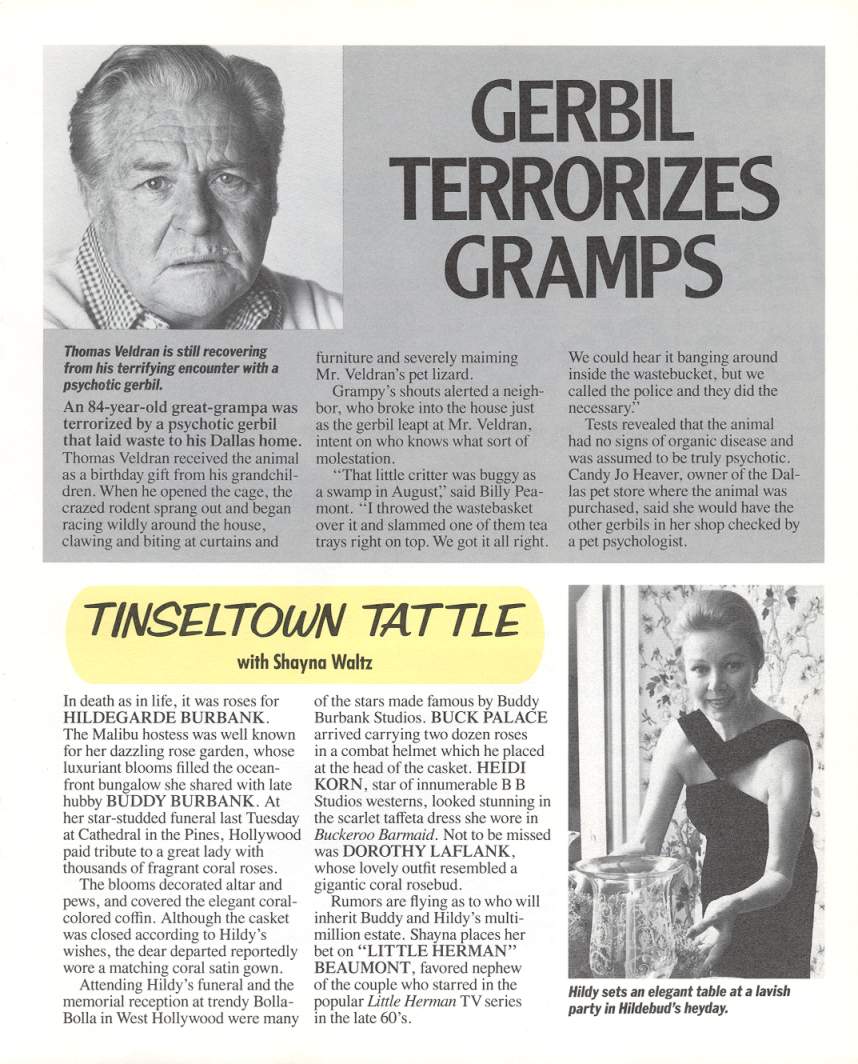 GERBIL
TERRORIZES
GRAMPS
Thomas Veldran is still recovering
from his terrifying encounter with a
psychotic gerbil.
An 84-year-old great-grampa was
terrorized by a psychotic gerbil
that laid waste to his Dallas home.
Thomas Veldran received the animal
as a birthday gift from his grandchil-
dren. When he opened the cage, the
crazed rodent sprang out and began
racing wildly around the house,
clawing and biting at curtains and
furniture and severely maiming
Mr. Veldran's pet lizard.
Grampy's shouts alerted a neigh-
bor, who broke into the house just
as the gerbil leapt at Mr. Veldran,
intent on who knows what sort of
molestation.
"That little critter was buggy as
a swamp in August," said Billy Pea-
mont. "I throwed the wastebasket
over it and slammed one of them tea
trays right on top. We got it all right.
We could hear it banging around
inside the wastebucket, but we
called the police and they did the
necessary."
Tests revealed that the animal
had no signs of organic disease and
was assumed to be truly psychotic.
Candy Jo Heaver, owner of the Dal-
las pet store where the animal was
purchased, said she would have the
other gerbils in her shop checked by
a pet psychologist.
TINSELTOWN TATTLE
with Shayna Waltz
In death as in life, it was roses for
HILDEGARDE BURBANK.
The Malibu hostess was well known
for her dazzling rose garden, whose
luxuriant blooms filled the ocean-
front bungalow she shared with late
hubby BUDDY BURBANK. At
her star-studded funeral last Tuesday
at Cathedral in the Pines, Hollywood
paid tribute to a great lady with
thousands of fragrant coral roses.
The blooms decorated altar and
pews, and covered the elegant coral-
colored coffin. Although the casket
was closed according to Hildy's
wishes, the dear departed reportedly
wore a matching coral satin gown.
Attending Hildy's funeral and the
memorial reception at trendy Bolla-
Bolla in West Hollywood were many
of the stars made famous by Buddy
Burbank Studios. BUCK PALACE
arrived carrying two dozen roses
in a combat helmet which he placed
at the head of the casket. HEIDI
KORN, star of innumerable B B
Studios westerns, looked stunning in
the scarlet taffeta dress she wore in
Buckeroo Barmaid. Not to be missed
was DOROTHY LAFLANK,
whose lovely outfit resembled a
gigantic coral rosebud.
Rumors are flying as to who will
inherit Buddy and Hildy's multi-
million estate. Shayna places her
bet on "LITTLE HERMAN"
BEAUMONT, favored nephew
of the couple who starred in the
popular Little Herman TV series
in the late 60's.
Hildy sets an elegant table at a lavish
party in Hildebud's heyday.